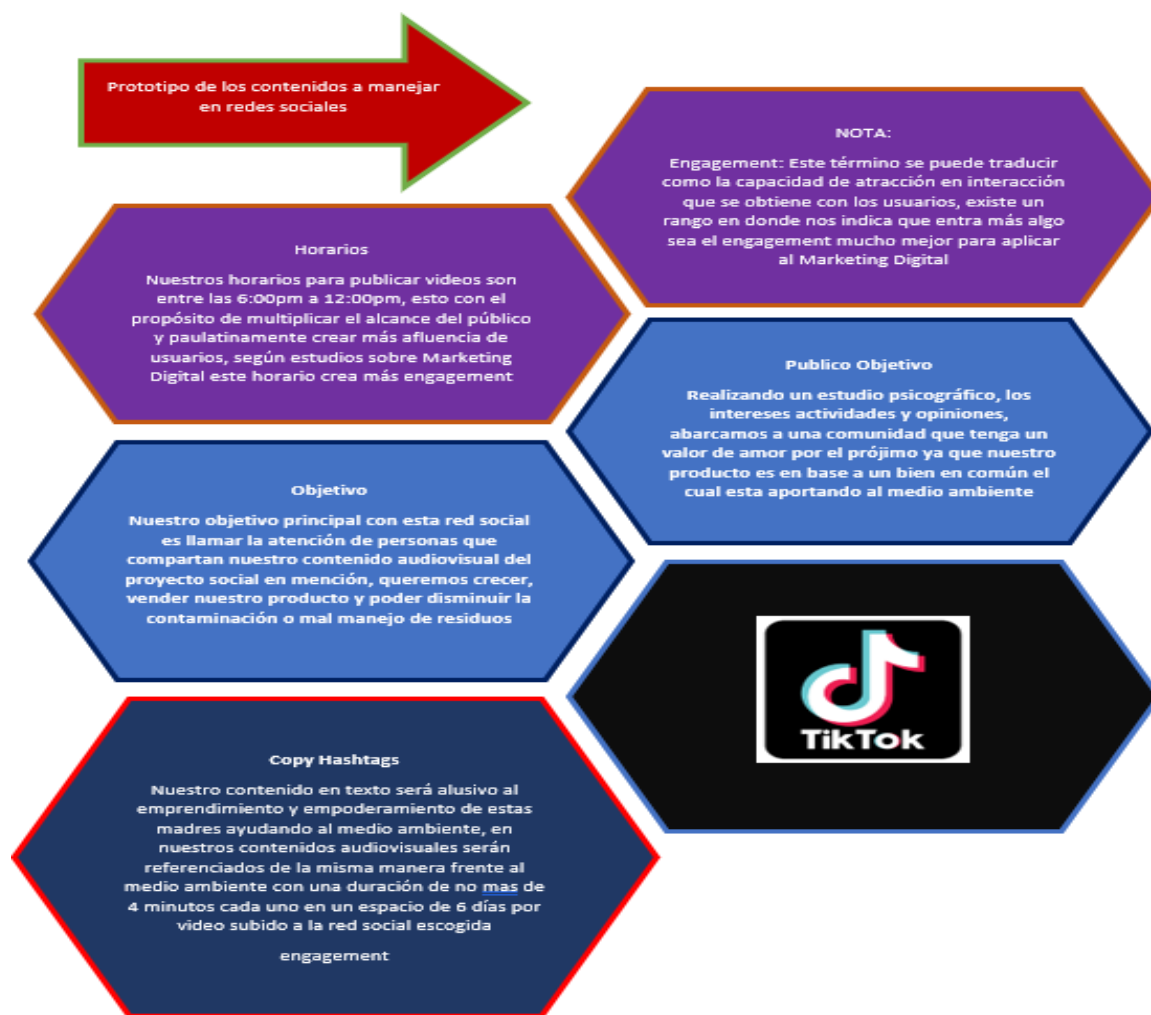 Prototipo de los contenidos a manejar
en redes sociales
NOTA:
Engagement: Este término se puede traducir
como la capacidad de atracción en interacción
que se obtiene con los usuarios, existe un
rango en donde nos indica que entra más algo
sea el engagement mucho mejor para aplicar
al Marketing Digital
Horarios
Nuestros horarios para publicar videos son
entre las 6:00pm a 12:00pm, esto con el
propósito de multiplicar el alcance del público
y paulatinamente crear más afluencia de
usuarios, según estudios sobre Marketing
Digital este horario crea más engagement
Publico Objetivo
Realizando un estudio psicográfico, los
intereses actividades y opiniones,
abarcamos a una comunidad que tenga un
valor de amor por el prójimo ya que nuestro
producto es en base a un bien en común el
cual esta aportando al medio ambiente
Objetivo
Nuestro objetivo principal con esta red social
es llamar la atención de personas que
compartan nuestro contenido audiovisual del
proyecto social en mención, queremos crecer,
vender nuestro producto y poder disminuir la
contaminación o mal manejo de residuos
TikTok
Copy Hashtags
Nuestro contenido en texto será alusivo al
emprendimiento y empoderamiento de estas
madres ayudando al medio ambiente, en
nuestros contenidos audiovisuales serán
referenciados de la misma manera frente al
medio ambiente con una duración de no mas de
4 minutos cada uno en un espacio de 6 días por
video subido a la red social escogida
engagement